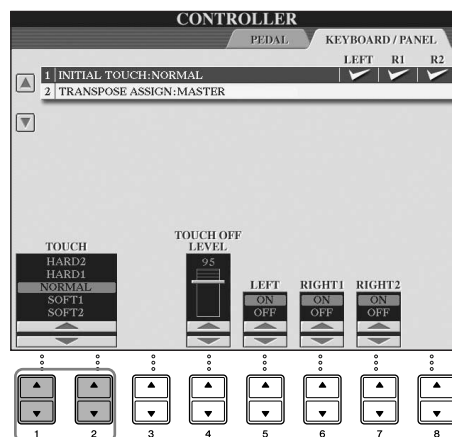 CONTROLLER
PEDAL KEYBOARD / PANEL
LEFT R1 R2
1 INITIAL TOUCH:NORMAL
2 TRANSPOSE ASSIGN:MASTER
TOUCH
HARD2
HARD1
NORMAL
SOFT1
SOFT2
TOUCH OFF
LEVEL
95
LEFT
ON
OFF
RIGHT1
ON
OFF
RIGHT2
ON
OFF
1 2 3 4 5 6 7 8